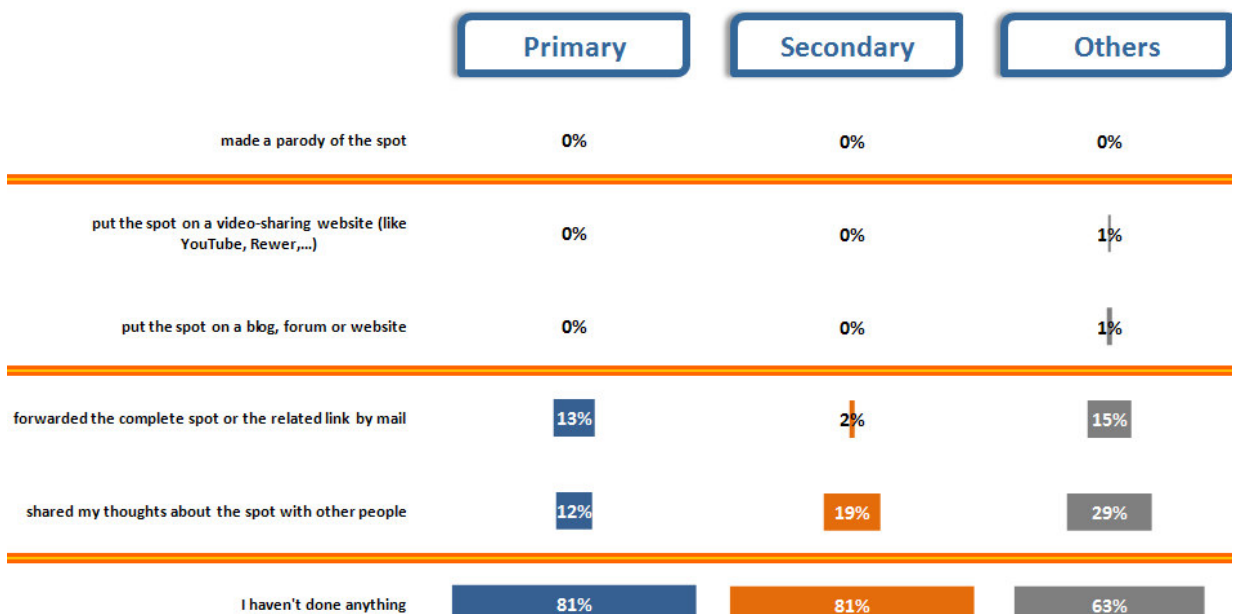 Primary Secondary Others
made a parody of the spot 0% 0% 0%
put the spot on a video-sharing website (like
YouTube, Rewer,...) 0% 0% 1%
put the spot on a blog, forum or website 0% 0% 1%
forwarded the complete spot or the related link by mail 13% 2% 15%
shared my thoughts about the spot with other people 12% 19% 29%
I haven't done anything 81% 81% 63%